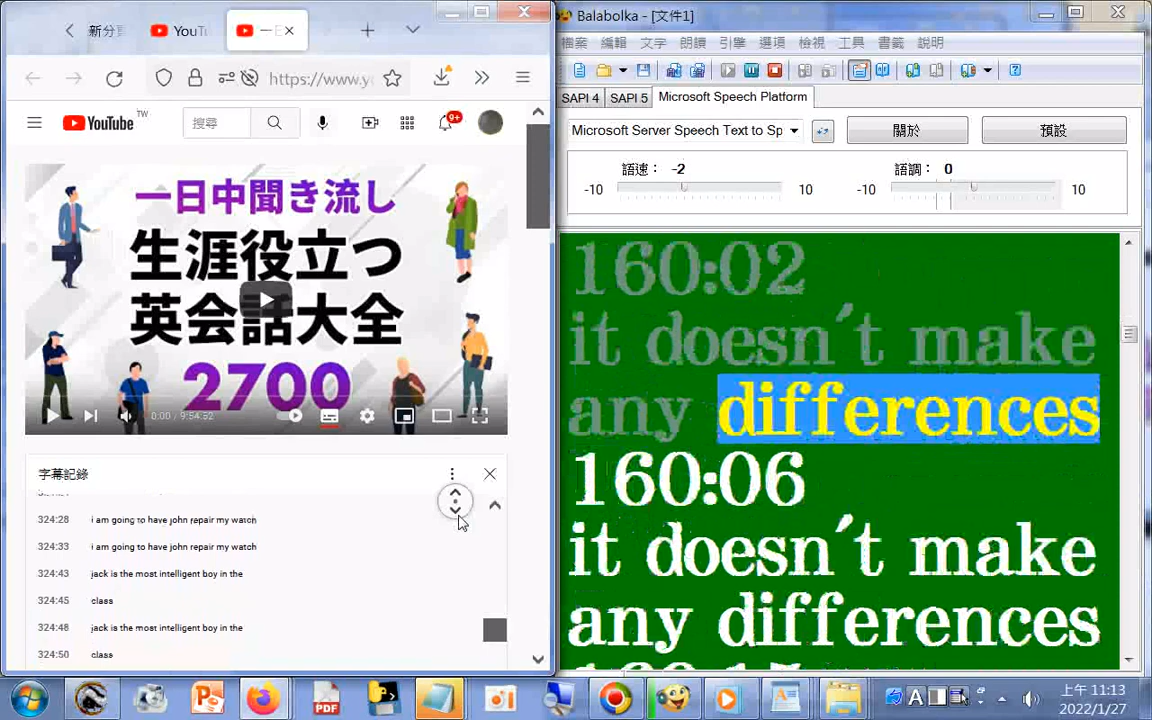 新分
YouT
一 E
https://www.y
TW
YouTube
搜尋
9+
一日中聞き流し
生涯役立つ
英会話大全
2700
0:00 / 9:54:52
字幕記錄
324:28 i am going to have john repair my watch
324:33 i am going to have john repair my watch
324:43 jack is the most intelligent boy in the
324:45 class
324:48 jack is the most intelligent boy in the
324:50 class
Balabolka - [文件1]
檔案 編輯 文字 朗讀 引擎 選項 檢視 工具 書籤 說明
SAPI 4 SAPI 5 Microsoft Speech Platform
Microsoft Server Speech Text to Sp
關於 預設
語速： -2 語調： 0
-10 10 -10 10
160:02
it doesn't make
any differences
160:06
it doesn't make
any differences
PDF
A
上午 11:13
2022/1/27